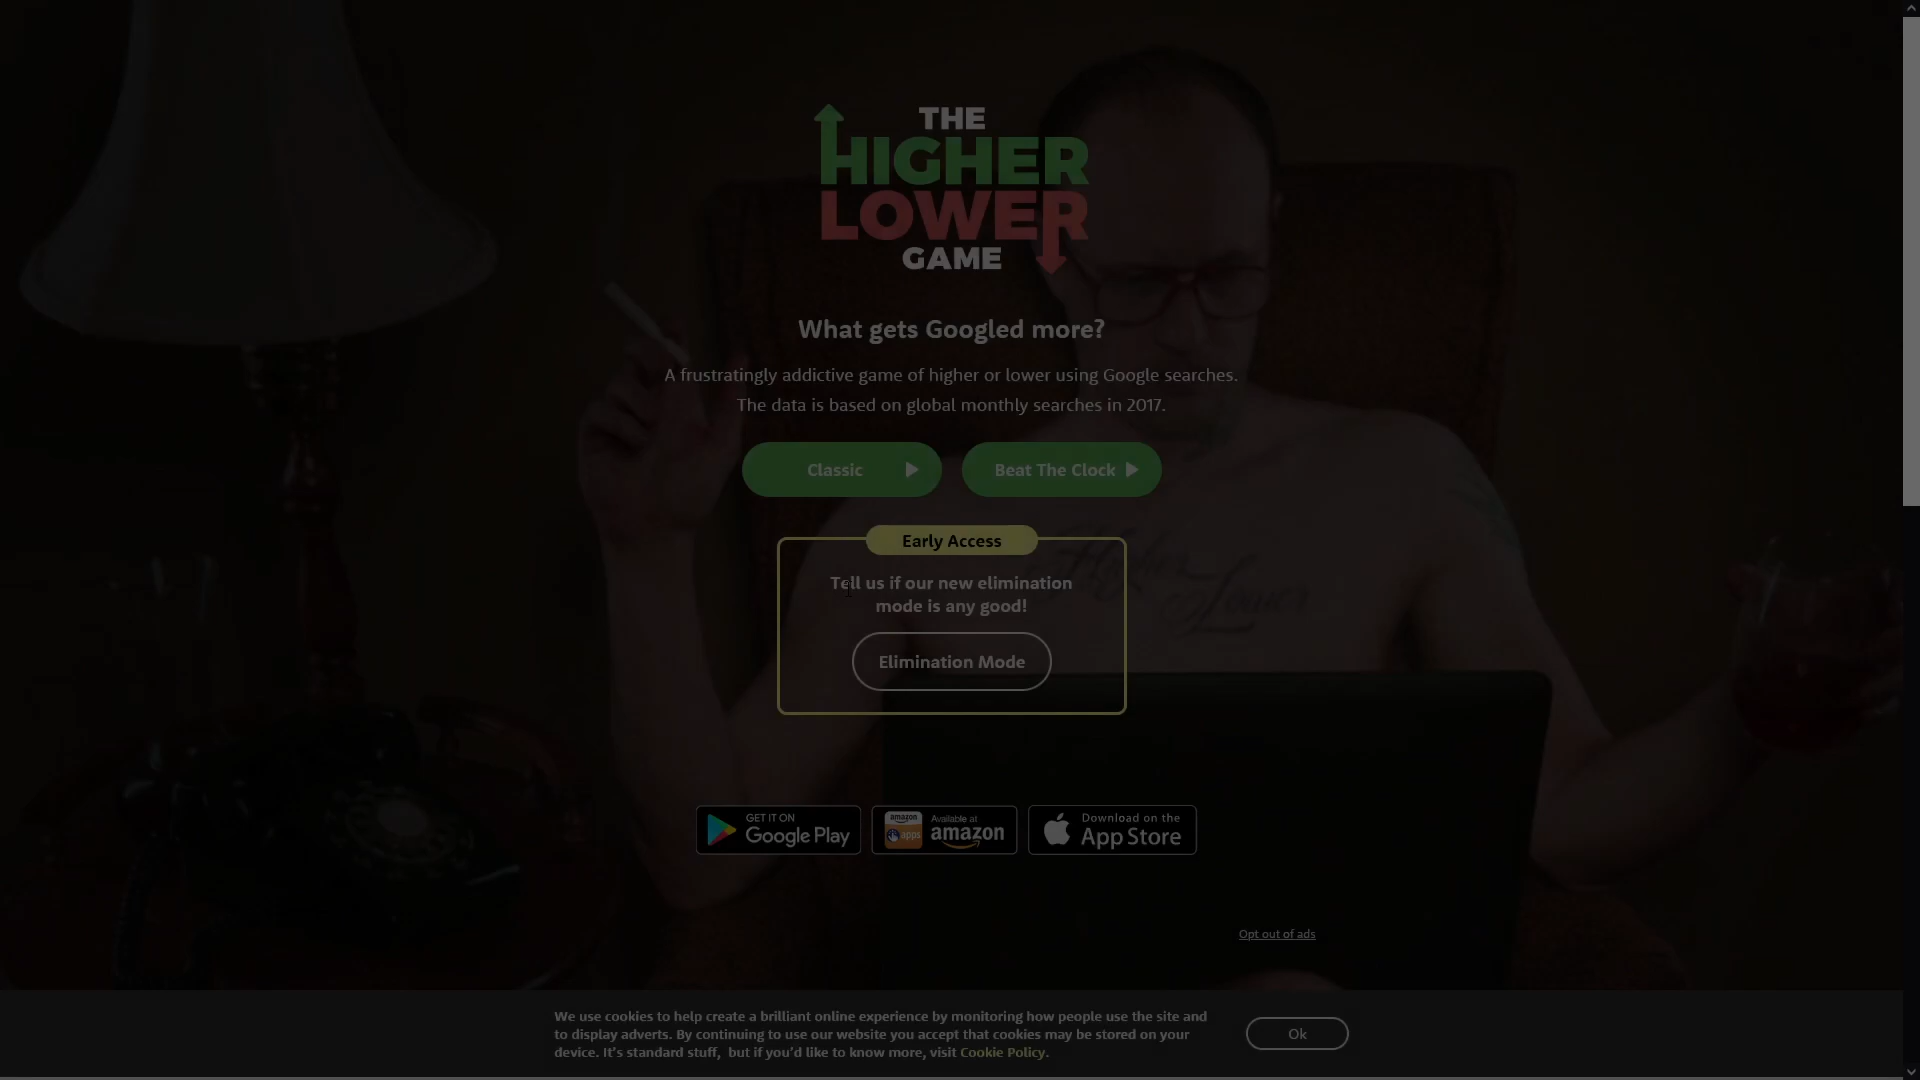 THE
HIGHER
LOWER
GAME
What gets Googled more?
A frustratingly addictive game of higher or lower using Google searches.
The data is based on global monthly searches in 2017.
Classic
Beat The Clock
Early Access
Tell us if our new elimination
mode is any good!
Higher
Lower
Elimination Mode
GET IT ON
Google Play
amazon
apps
Available at
amazon
Download on the
App Store
Opt out of ads
We use cookies to help create a brilliant online experience by monitoring how people use the site and
to display adverts. By continuing to use our website you accept that cookies may be stored on your
device. It's standard stuff, but if you'd like to know more, visit Cookie Policy.
Ok